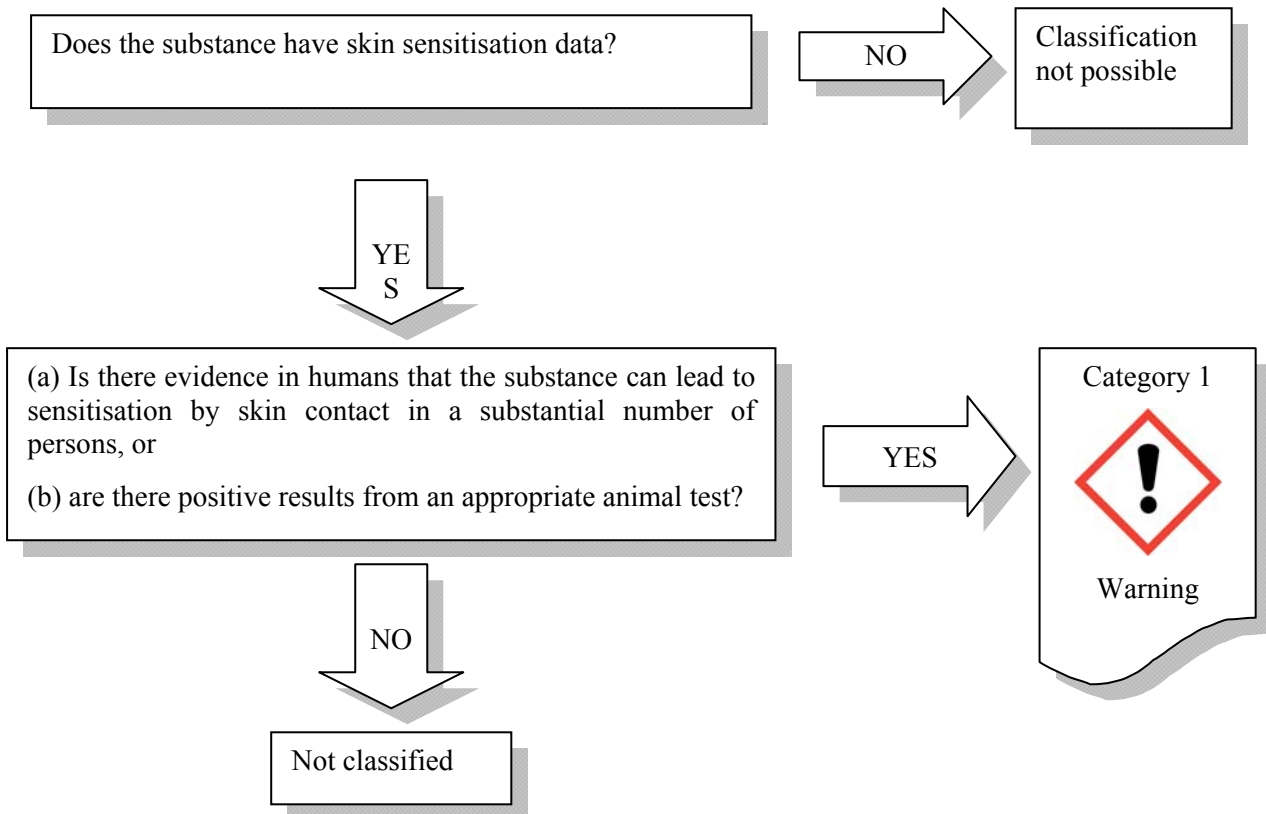 Does the substance have skin sensitisation data?
NO
Classification
not possible
YE
S
(a) Is there evidence in humans that the substance can lead to
sensitisation by skin contact in a substantial number of
persons, or
(b) are there positive results from an appropriate animal test?
YES
Category 1
!
Warning
NO
Not classified